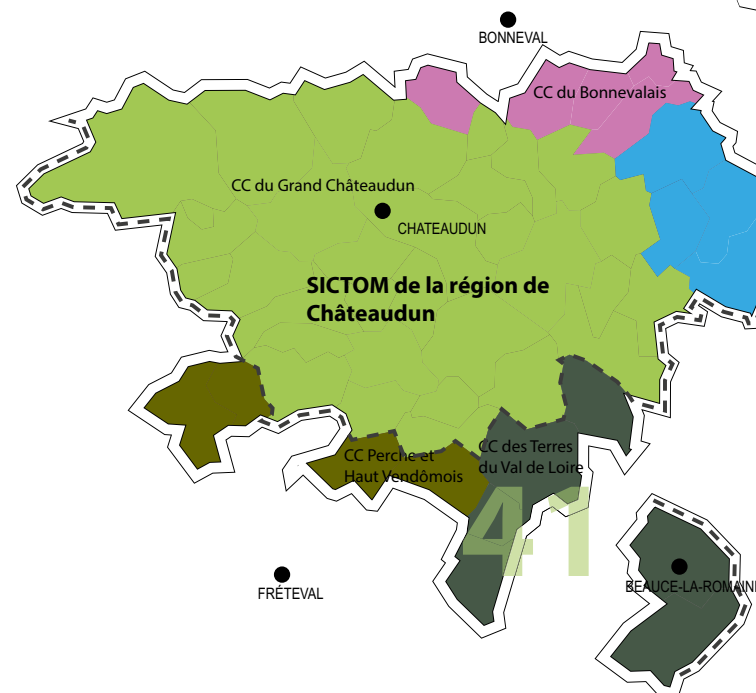 BONNEVAL
CC du Bonnevalais
CC du Grand Châteaudun
CHATEAUDUN
SICTOM de la région de
Châteaudun
CC Perche et
Haut Vendômois
CC des Terres
du Val de Loire
41
FRÉTEVAL
BEAUCE-LA-ROMAINE